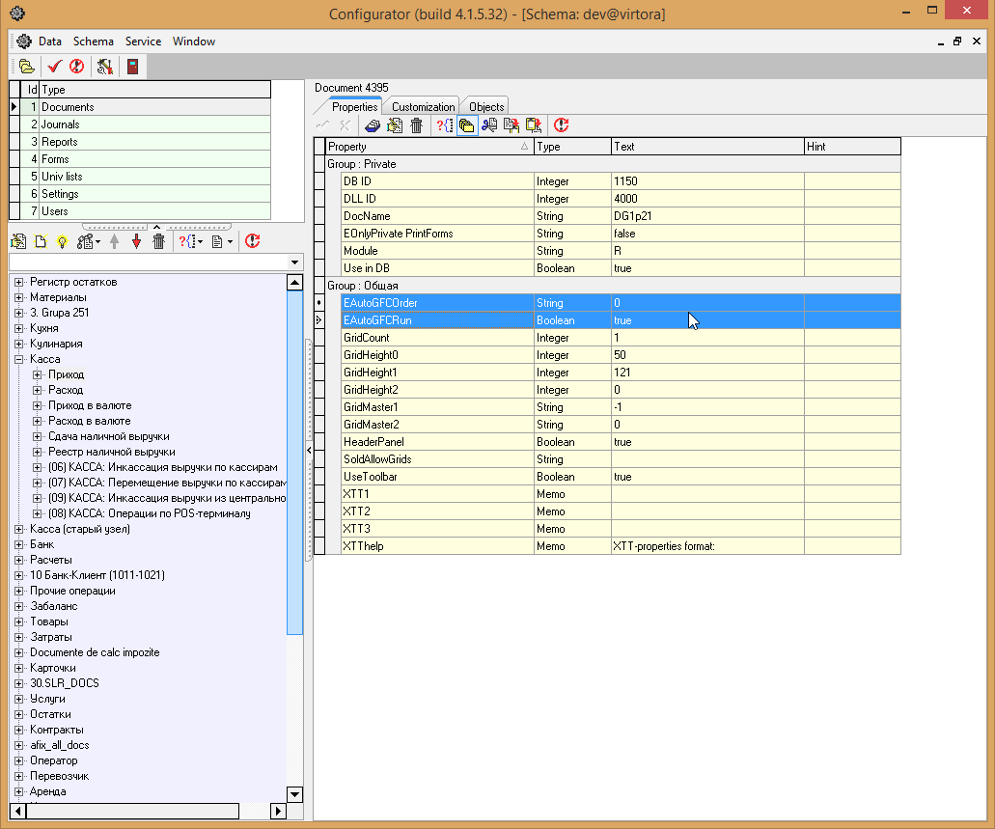 Configurator (build 4.1.5.32) - [Schema: dev@virtora]
Data Schema Service Window
Id Type
1 Documents
2 Journals
3 Reports
4 Forms
5 Univ lists
6 Settings
7 Users
Регистр остатков
Материалы
3. Grupa 251
Кухня
Кулинария
Касса
Приход
Расход
Приход в валюте
Расход в валюте
Сдача наличной выручки
Реестр наличной выручки
(06) КАССА: Инкассация выручки по кассирам
(07) КАССА: Перемещение выручки по кассирам
(09) КАССА: Инкассация выручки из центрально
(08) КАССА: Операции по POS-терминалу
Касса (старый узел)
Банк
Расчеты
10 Банк-Клиент (1011-1021)
Прочие операции
Забаланс
Товары
Затраты
Documente de calc impozite
Карточки
30.SLR_DOCS
Услуги
Остатки
Контракты
afix_all_docs
Оператор
Перевозчик
Аренда
Document 4395
Properties Customization Objects
Property Type Text Hint
Group : Private
DB ID Integer 1150
DLL ID Integer 4000
DocName String DG1p21
EOnlyPrivate PrintForms String false
Module String R
Use in DB Boolean true
Group : Общая
EAutoGFCOrder String 0
EAutoGFCRun Boolean true
GridCount Integer 1
GridHeight0 Integer 50
GridHeight1 Integer 121
GridHeight2 Integer 0
GridMaster1 String -1
GridMaster2 String 0
HeaderPanel Boolean true
SoldAllowGrids String
UseToolbar Boolean true
XTT1 Memo
XTT2 Memo
XTT3 Memo
XTThelp Memo XTT-properties format: